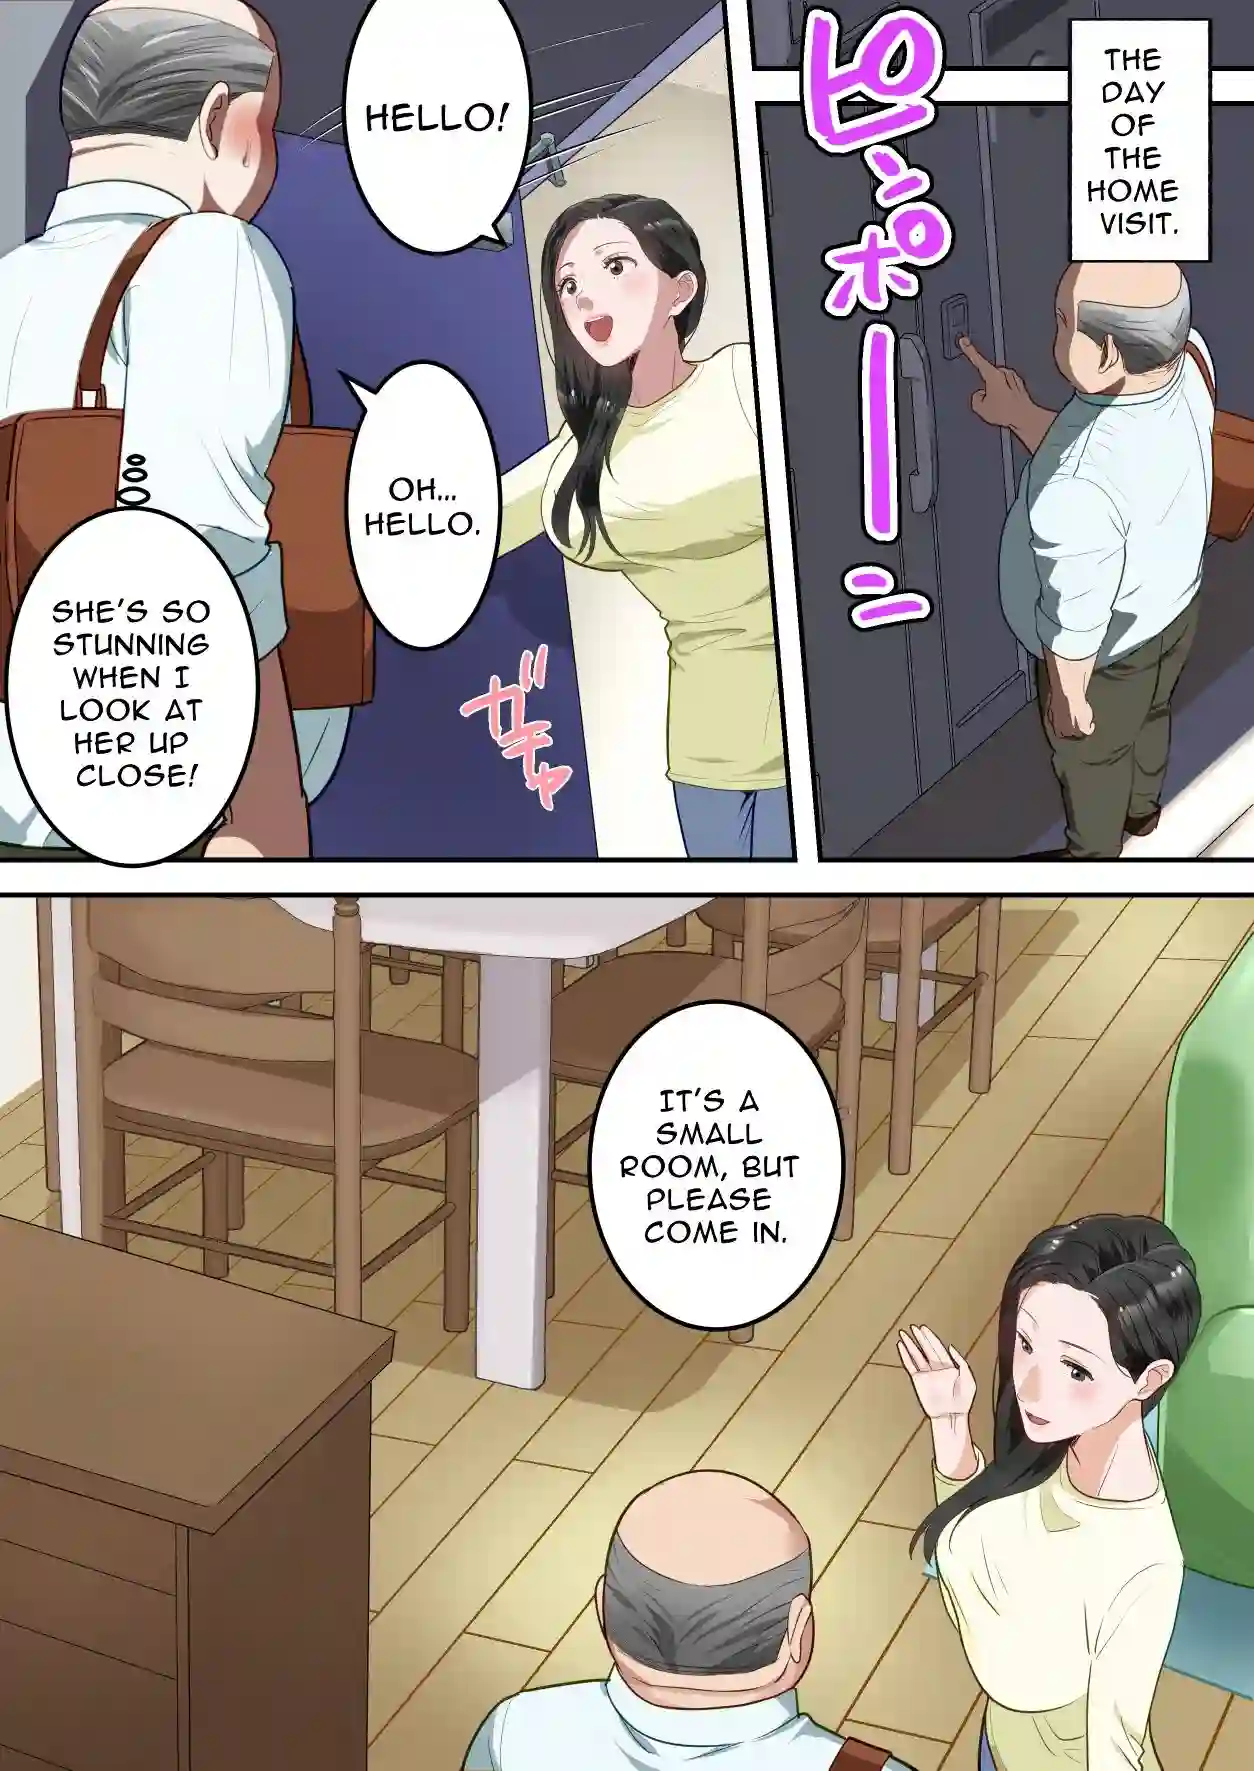 THE
DAY
OF
THE
HOME
VISIT.
ピンポーン
HELLO!
OH...
HELLO.
ガチャ
SHE'S SO
STUNNING
WHEN I
LOOK AT
HER UP
CLOSE!
IT'S A
SMALL
ROOM, BUT
PLEASE
COME IN.